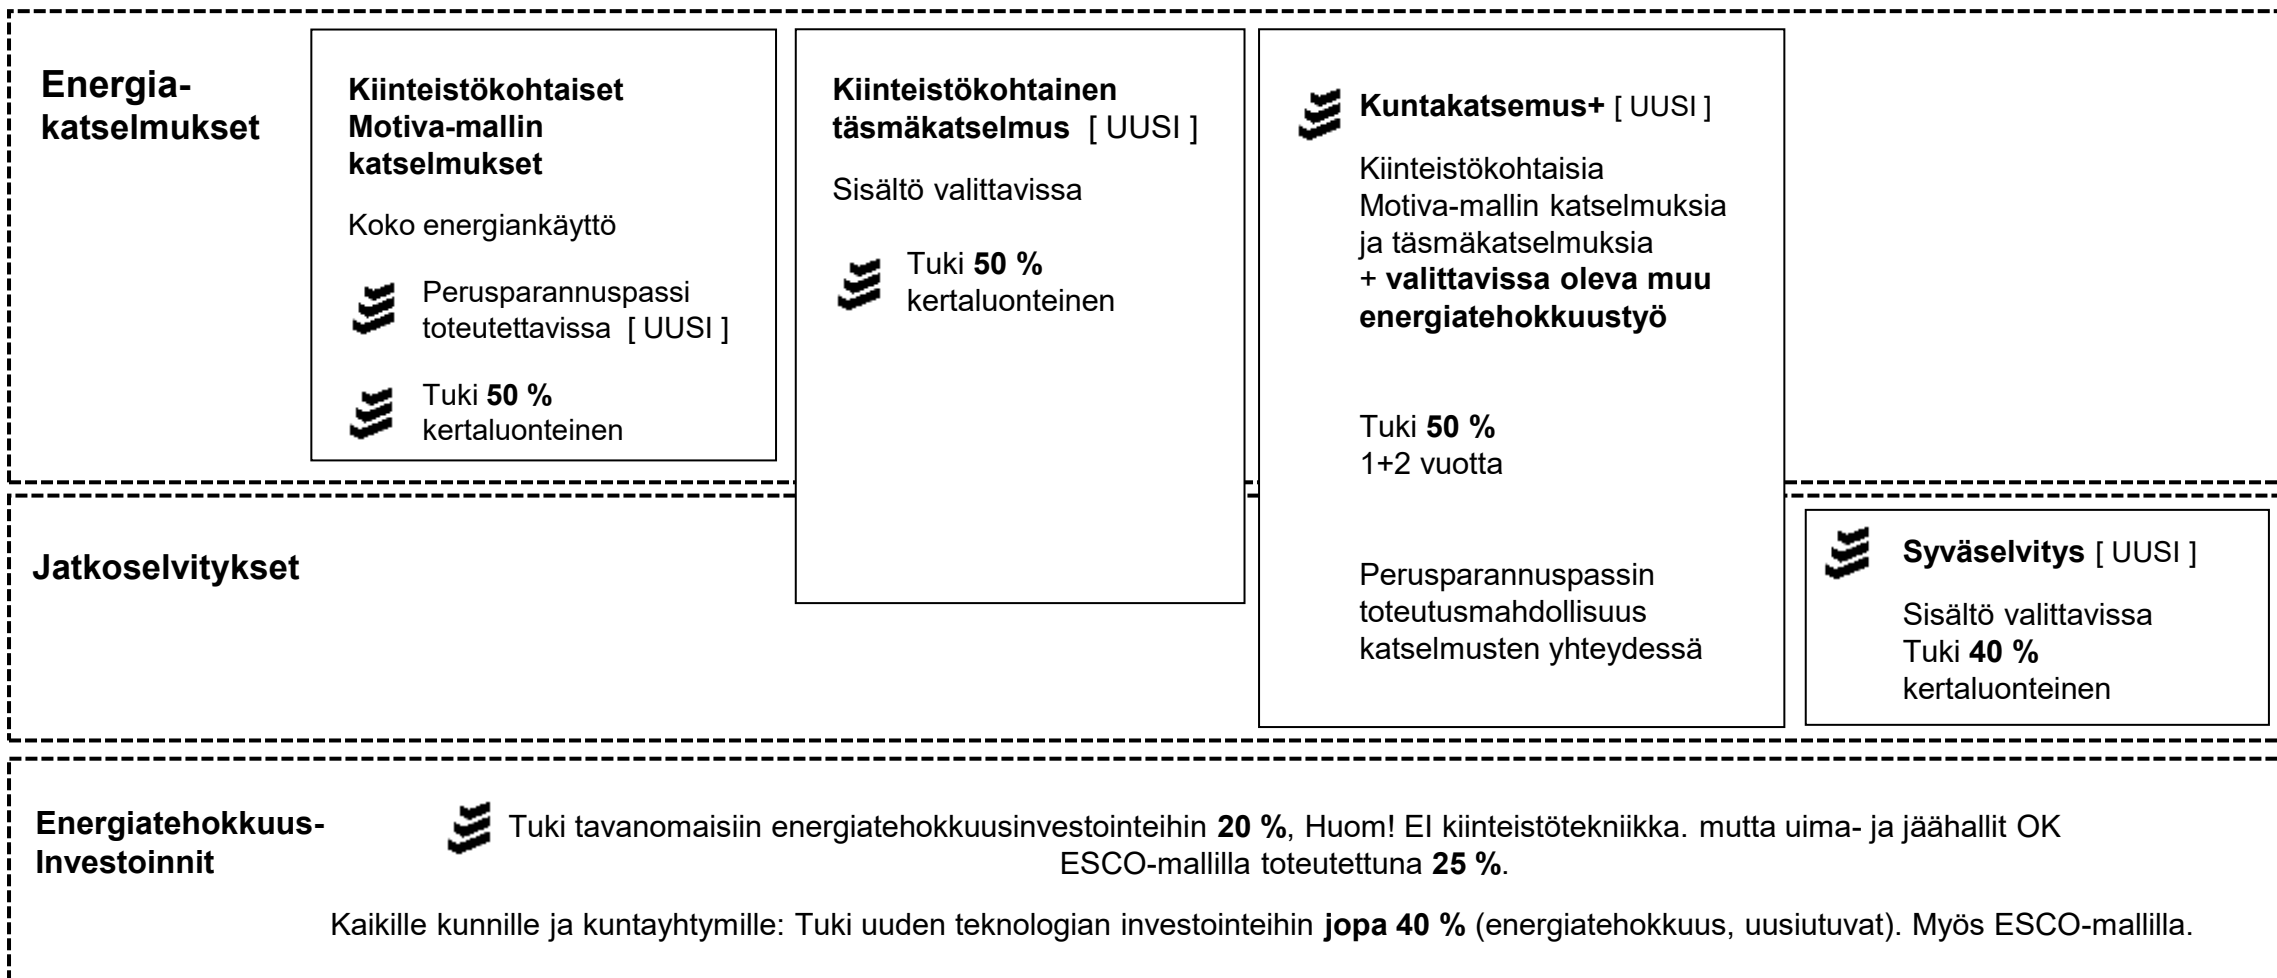 Energia-
katselmukset
Kiinteistökohtaiset
Motiva-mallin
katselmukset
Koko energiankäyttö
Perusparannuspassi
toteutettavissa [ UUSI ]
Tuki 50 %
kertaluonteinen
Kiinteistökohtainen
täsmäkatselmus [ UUSI ]
Sisältö valittavissa
Tuki 50 %
kertaluonteinen
Kuntakatsemus+ [ UUSI ]
Kiinteistökohtaisia
Motiva-mallin katselmuksia
ja täsmäkatselmuksia
+ valittavissa oleva muu
energiatehokkuustyö
Tuki 50 %
1+2 vuotta
Perusparannuspassin
toteutusmahdollisuus
katselmusten yhteydessä
Jatkoselvitykset
Syväselvitys [ UUSI ]
Sisältö valittavissa
Tuki 40 %
kertaluonteinen
Energiatehokkuus-
Investoinnit
Tuki tavanomaisiin energiatehokkuusinvestointeihin 20 %, Huom! EI kiinteistötekniikka. mutta uima- ja jäähallit OK
ESCO-mallilla toteutettuna 25 %.
Kaikille kunnille ja kuntayhtymille: Tuki uuden teknologian investointeihin jopa 40 % (energiatehokkuus, uusiutuvat). Myös ESCO-mallilla.